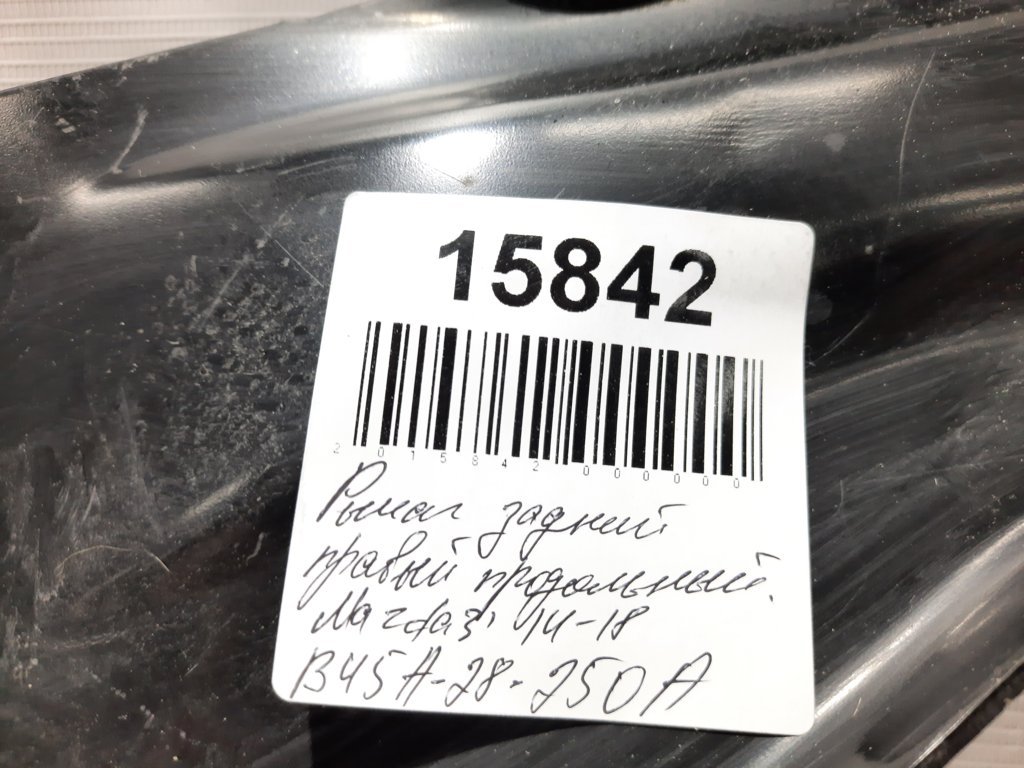 15842
2015842000000
Рычаг задний
правый продольный.
Mazda3 14-18
B45A-28-250A